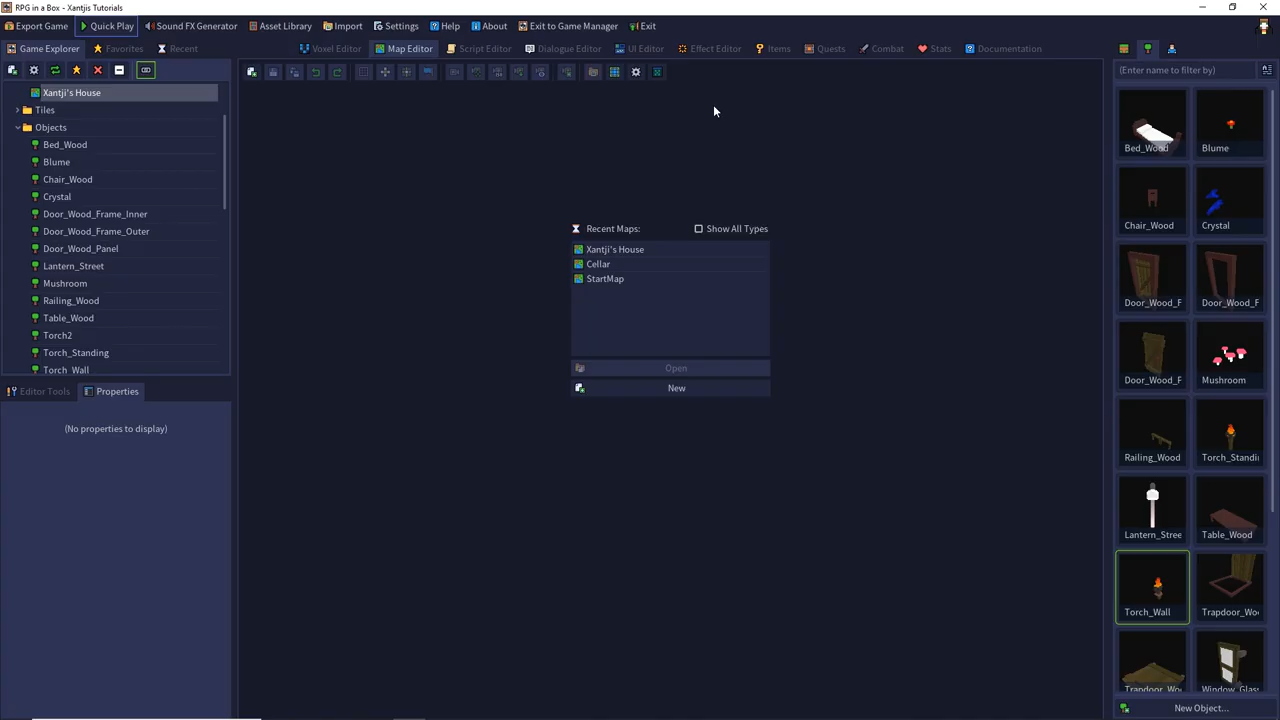 RPG in a Box - Xantjis Tutorials
Export Game Quick Play Sound FX Generator Asset Library Import Settings Help About Exit to Game Manager Exit
Game Explorer Favorites Recent Voxel Editor Map Editor Script Editor Dialogue Editor UI Editor Effect Editor Items Quests Combat Stats Documentation
(Enter name to filter by)
Xantji's House
Tiles
Objects
Bed_Wood
Blume
Chair_Wood
Crystal
Door_Wood_Frame_Inner
Door_Wood_Frame_Outer
Door_Wood_Panel
Lantern_Street
Mushroom
Railing_Wood
Table_Wood
Torch2
Torch_Standing
Torch_Wall
Editor Tools Properties
(No properties to display)
Recent Maps: Show All Types
Xantji's House
Cellar
StartMap
Open
New
Bed_Wood Blume
Chair_Wood Crystal
Door_Wood_F Door_Wood_F
Door_Wood_F Mushroom
Railing_Wood Torch_Standi
Lantern_Stree Table_Wood
Torch_Wall Trapdoor_Wo
Trapdoor_Wo Window_Glas
New Object...